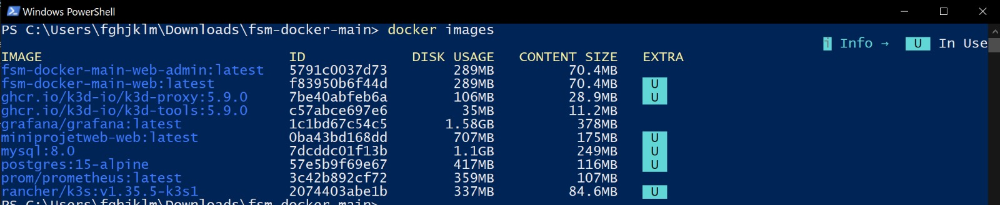 Windows PowerShell
PS C:\Users\fghjklm\Downloads\fsm-docker-main> docker images
i Info → U In Use
IMAGE ID DISK USAGE CONTENT SIZE EXTRA
fsm-docker-main-web-admin:latest 5791c0037d73 289MB 70.4MB
fsm-docker-main-web:latest f83950b6f44d 289MB 70.4MB U
ghcr.io/k3d-io/k3d-proxy:5.9.0 7be40abfeb6a 106MB 28.9MB U
ghcr.io/k3d-io/k3d-tools:5.9.0 c57abce697e6 35MB 11.2MB
grafana/grafana:latest 1c1bd67c54c5 1.58GB 378MB
miniprojetweb-web:latest 0ba43bd168dd 707MB 175MB U
mysql:8.0 7dcddc01f13b 1.1GB 249MB U
postgres:15-alpine 57e5b9f69e67 417MB 116MB U
prom/prometheus:latest 3c42b892cf72 359MB 107MB
rancher/k3s:v1.35.5-k3s1 2074403abe1b 337MB 84.6MB U
PS C:\Users\fghjklm\Downloads\fsm-docker-main>